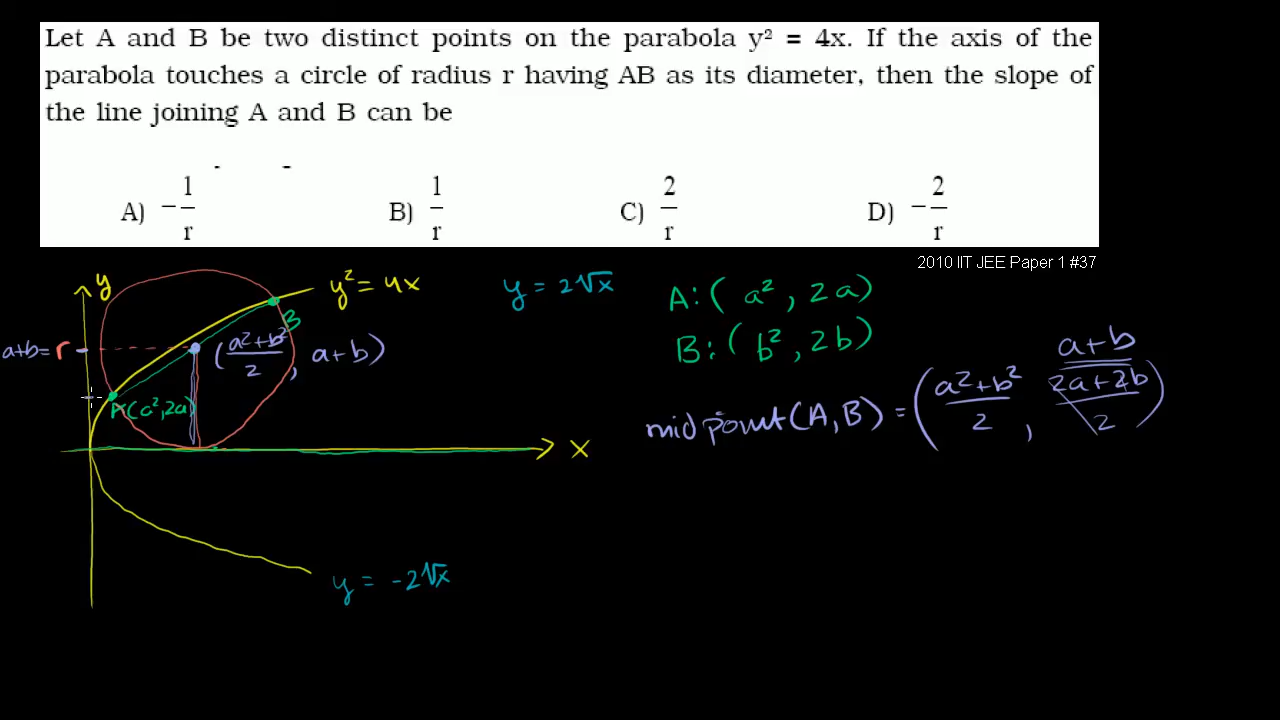 Let A and B be two distinct points on the parabola y² = 4x. If the axis of the
parabola touches a circle of radius r having AB as its diameter, then the slope of
the line joining A and B can be
A) −1/r B) 1/r C) 2/r D) −2/r
2010 IIT JEE Paper 1 #37
y
y² = 4x
y = 2√x
A: (a², 2a)
B: (b², 2b)
B
a+b = r
((a²+b²)/2, a+b)
A(a², 2a)
a+b
midpoint(A, B) = ((a²+b²)/2, (2a+2b)/2)
x
y = -2√x